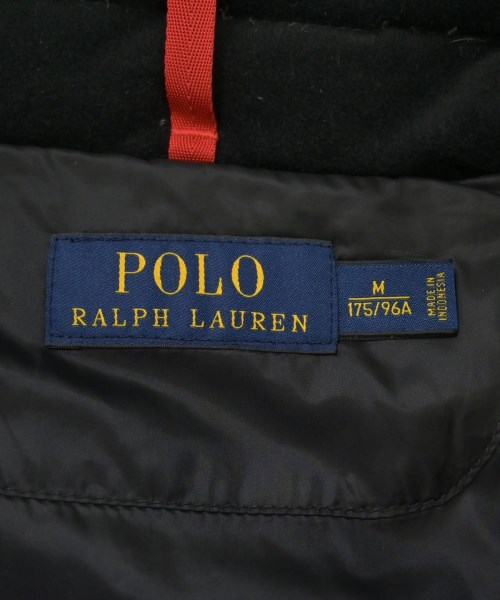 POLO
RALPH LAUREN
M
175/96A
MADE IN
INDONESIA